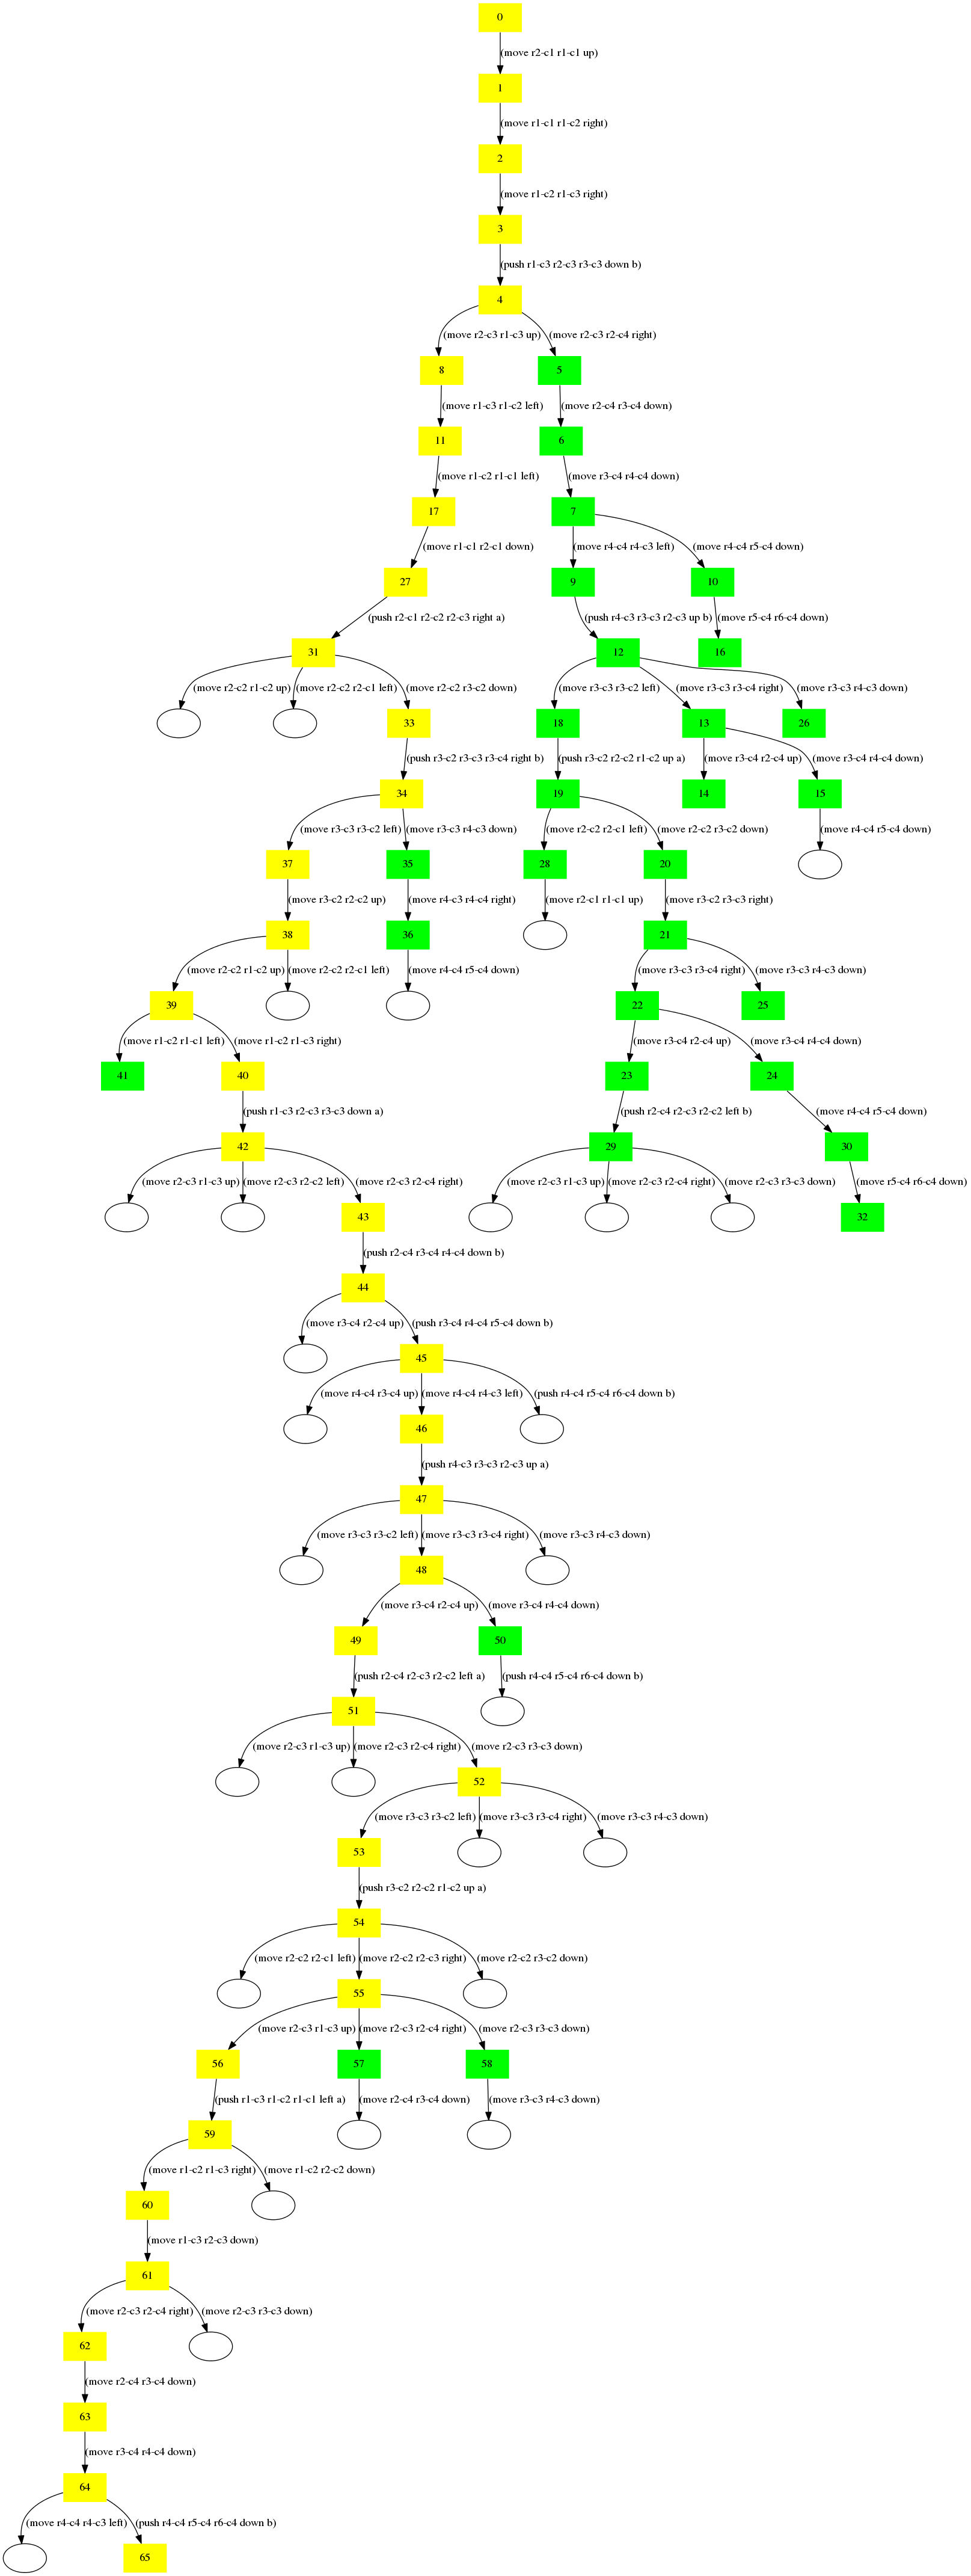 0
(move r2-c1 r1-c1 up)
1
(move r1-c1 r1-c2 right)
2
(move r1-c2 r1-c3 right)
3
(push r1-c3 r2-c3 r3-c3 down b)
4
(move r2-c3 r1-c3 up) (move r2-c3 r2-c4 right)
8 5
(move r1-c3 r1-c2 left) (move r2-c4 r3-c4 down)
11 6
(move r1-c2 r1-c1 left) (move r3-c4 r4-c4 down)
17 7
(move r1-c1 r2-c1 down) (move r4-c4 r4-c3 left) (move r4-c4 r5-c4 down)
27 9 10
(push r2-c1 r2-c2 r2-c3 right a) (push r4-c3 r3-c3 r2-c3 up b) (move r5-c4 r6-c4 down)
31 12 16
(move r2-c2 r1-c2 up) (move r2-c2 r2-c1 left) (move r2-c2 r3-c2 down) (move r3-c3 r3-c2 left) (move r3-c3 r3-c4 right) (move r3-c3 r4-c3 down)
33 18 13 26
(push r3-c2 r3-c3 r3-c4 right b) (push r3-c2 r2-c2 r1-c2 up a) (move r3-c4 r2-c4 up) (move r3-c4 r4-c4 down)
34 19 14 15
(move r3-c3 r3-c2 left) (move r3-c3 r4-c3 down) (move r2-c2 r2-c1 left) (move r2-c2 r3-c2 down) (move r4-c4 r5-c4 down)
37 35 28 20
(move r3-c2 r2-c2 up) (move r4-c3 r4-c4 right) (move r2-c1 r1-c1 up) (move r3-c2 r3-c3 right)
38 36 21
(move r2-c2 r1-c2 up) (move r2-c2 r2-c1 left) (move r4-c4 r5-c4 down) (move r3-c3 r3-c4 right) (move r3-c3 r4-c3 down)
39 22 25
(move r1-c2 r1-c1 left) (move r1-c2 r1-c3 right) (move r3-c4 r2-c4 up) (move r3-c4 r4-c4 down)
41 40 23 24
(push r1-c3 r2-c3 r3-c3 down a) (push r2-c4 r2-c3 r2-c2 left b) (move r4-c4 r5-c4 down)
42 29 30
(move r2-c3 r1-c3 up) (move r2-c3 r2-c2 left) (move r2-c3 r2-c4 right) (move r2-c3 r1-c3 up) (move r2-c3 r2-c4 right) (move r2-c3 r3-c3 down) (move r5-c4 r6-c4 down)
43 32
(push r2-c4 r3-c4 r4-c4 down b)
44
(move r3-c4 r2-c4 up) (push r3-c4 r4-c4 r5-c4 down b)
45
(move r4-c4 r3-c4 up) (move r4-c4 r4-c3 left) (push r4-c4 r5-c4 r6-c4 down b)
46
(push r4-c3 r3-c3 r2-c3 up a)
47
(move r3-c3 r3-c2 left) (move r3-c3 r3-c4 right) (move r3-c3 r4-c3 down)
48
(move r3-c4 r2-c4 up) (move r3-c4 r4-c4 down)
49 50
(push r2-c4 r2-c3 r2-c2 left a) (push r4-c4 r5-c4 r6-c4 down b)
51
(move r2-c3 r1-c3 up) (move r2-c3 r2-c4 right) (move r2-c3 r3-c3 down)
52
(move r3-c3 r3-c2 left) (move r3-c3 r3-c4 right) (move r3-c3 r4-c3 down)
53
(push r3-c2 r2-c2 r1-c2 up a)
54
(move r2-c2 r2-c1 left) (move r2-c2 r2-c3 right) (move r2-c2 r3-c2 down)
55
(move r2-c3 r1-c3 up) (move r2-c3 r2-c4 right) (move r2-c3 r3-c3 down)
56 57 58
(push r1-c3 r1-c2 r1-c1 left a) (move r2-c4 r3-c4 down) (move r3-c3 r4-c3 down)
59
(move r1-c2 r1-c3 right) (move r1-c2 r2-c2 down)
60
(move r1-c3 r2-c3 down)
61
(move r2-c3 r2-c4 right) (move r2-c3 r3-c3 down)
62
(move r2-c4 r3-c4 down)
63
(move r3-c4 r4-c4 down)
64
(move r4-c4 r4-c3 left) (push r4-c4 r5-c4 r6-c4 down b)
65